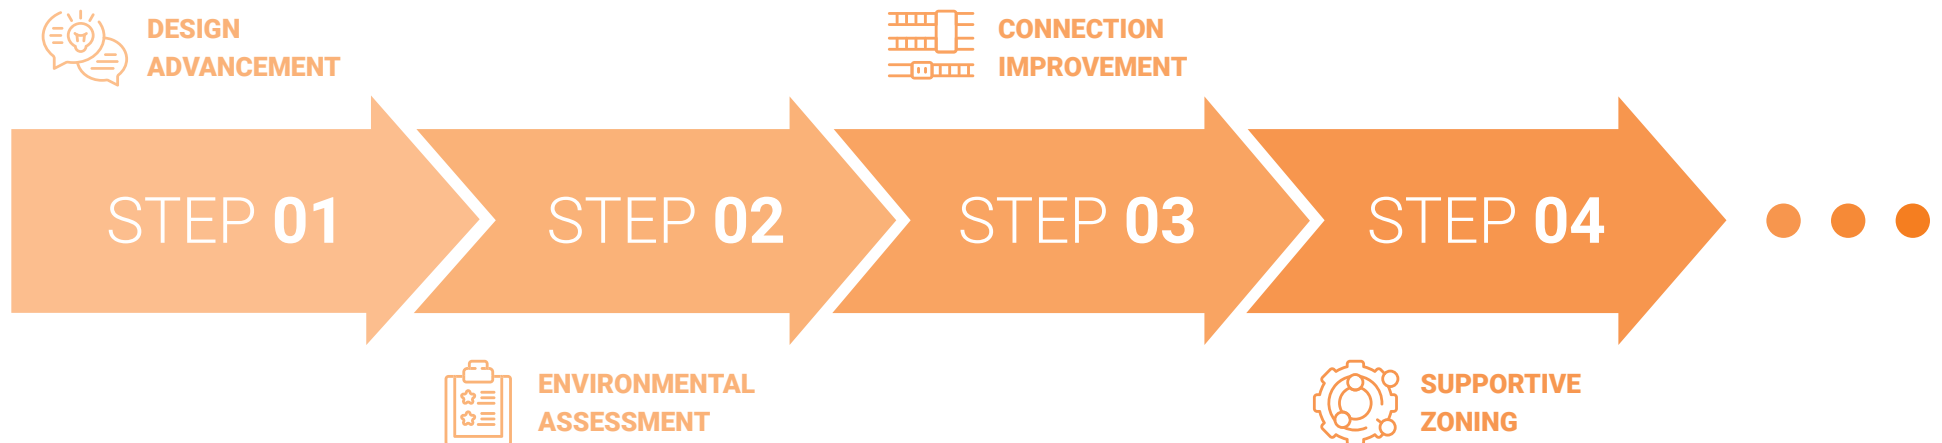 DESIGN
ADVANCEMENT
CONNECTION
IMPROVEMENT
STEP 01
STEP 02
STEP 03
STEP 04
ENVIRONMENTAL
ASSESSMENT
SUPPORTIVE
ZONING